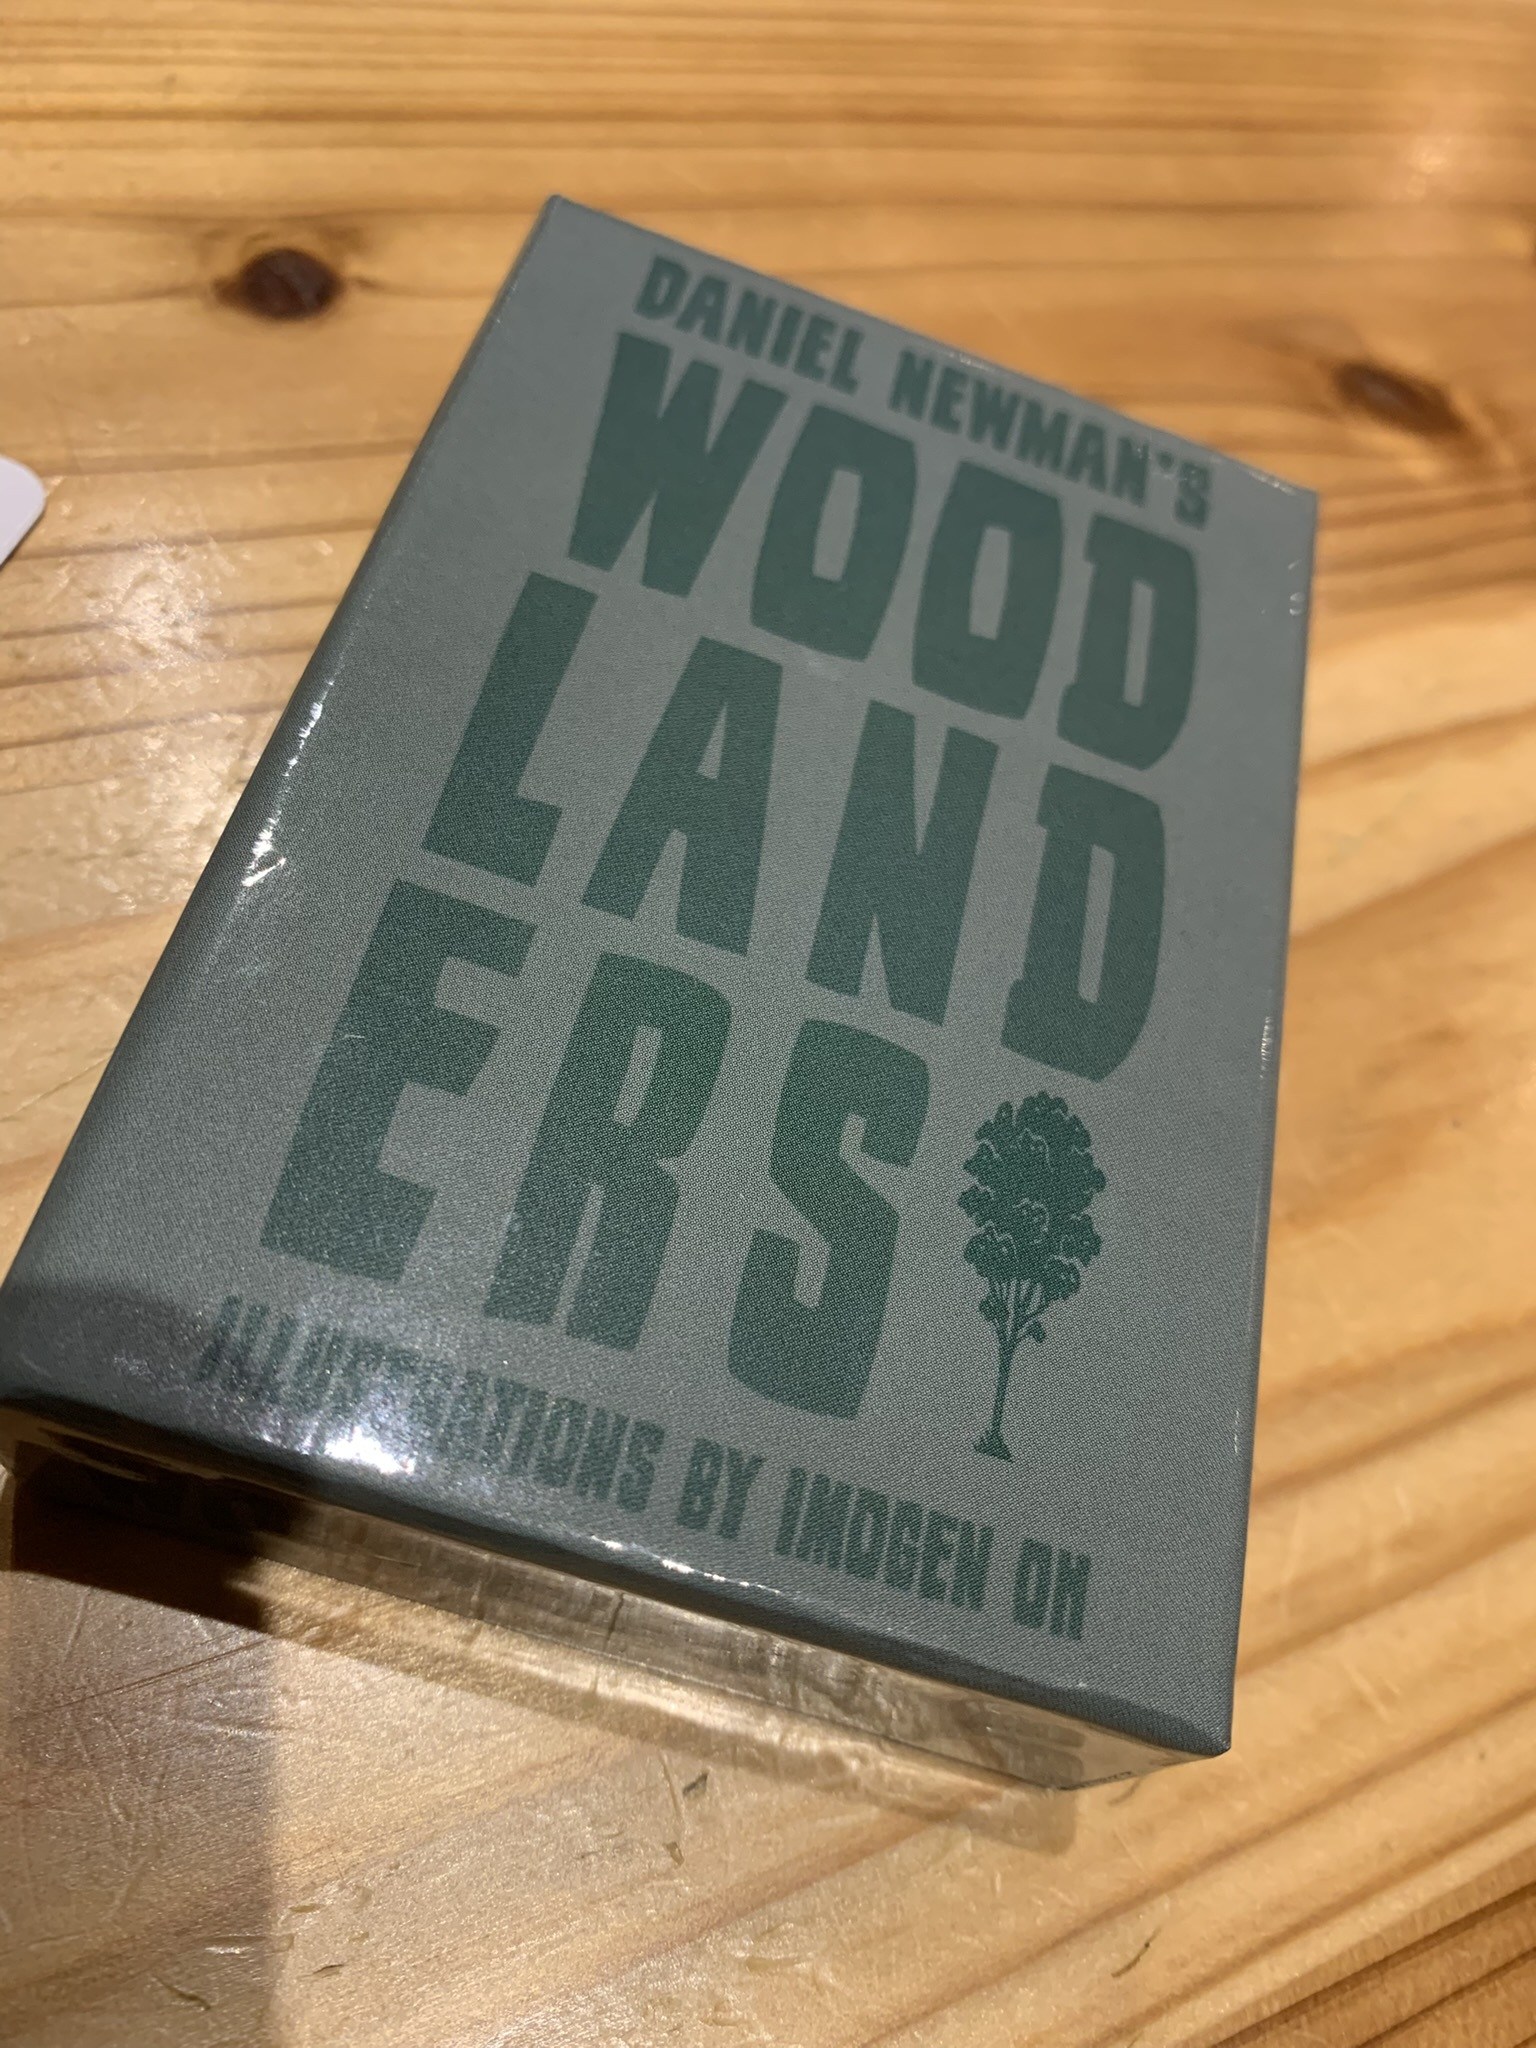 DANIEL NEWMAN'S
WOOD
LAND
ERS
ILLUSTRATIONS BY IMOGEN OH